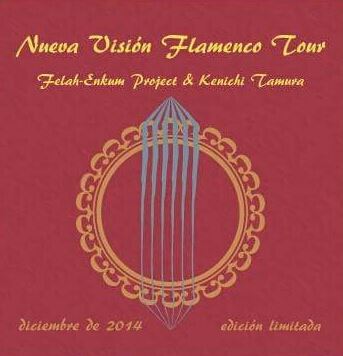 Nueva Visión Flamenco Tour
Felah-Enkum Project & Kenichi Tamura
diciembre de 2014 edición limitada